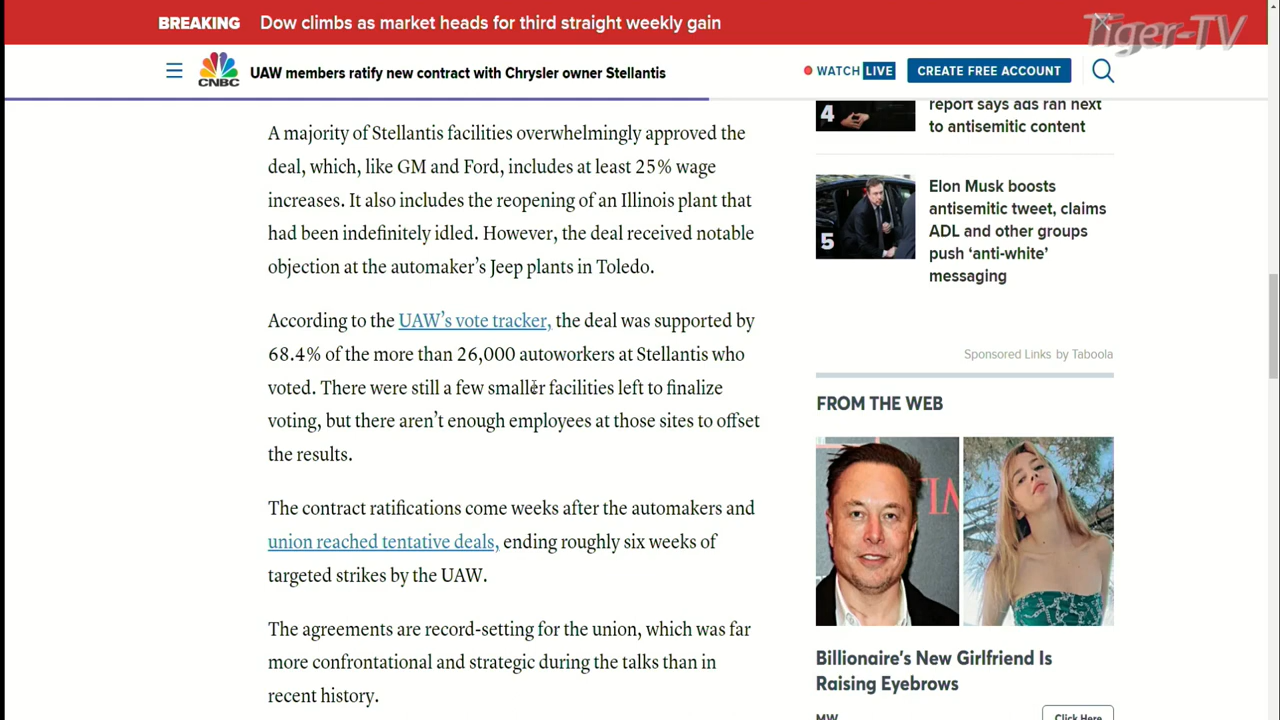 BREAKING Dow climbs as market heads for third straight weekly gain
Tiger-TV
CNBC
UAW members ratify new contract with Chrysler owner Stellantis
WATCH LIVE
CREATE FREE ACCOUNT
A majority of Stellantis facilities overwhelmingly approved the
deal, which, like GM and Ford, includes at least 25% wage
increases. It also includes the reopening of an Illinois plant that
had been indefinitely idled. However, the deal received notable
objection at the automaker’s Jeep plants in Toledo.
According to the UAW’s vote tracker, the deal was supported by
68.4% of the more than 26,000 autoworkers at Stellantis who
voted. There were still a few smaller facilities left to finalize
voting, but there aren’t enough employees at those sites to offset
the results.
The contract ratifications come weeks after the automakers and
union reached tentative deals, ending roughly six weeks of
targeted strikes by the UAW.
The agreements are record-setting for the union, which was far
more confrontational and strategic during the talks than in
recent history.
4
report says ads ran next
to antisemitic content
5
Elon Musk boosts
antisemitic tweet, claims
ADL and other groups
push ‘anti-white’
messaging
Sponsored Links by Taboola
FROM THE WEB
TIM
Billionaire’s New Girlfriend Is
Raising Eyebrows
MW
Click Here